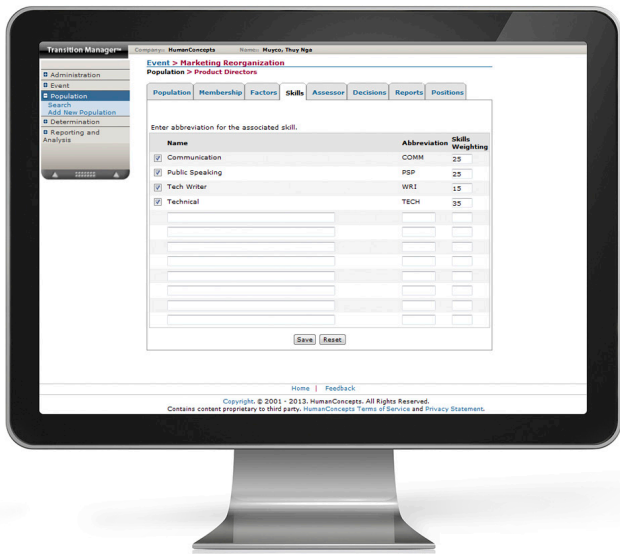 Transition Manager™ Company: HumanConcepts Name: Muyco, Thuy Nga
Administration
Event
Population
Search
Add New Population
Determination
Reporting and
Analysis
Event > Marketing Reorganization
Population > Product Directors
Population Membership Factors Skills Assessor Decisions Reports Positions
Enter abbreviation for the associated skill.
Name Abbreviation Skills Weighting
Communication COMM 25
Public Speaking PSP 25
Tech Writer WRI 15
Technical TECH 35
Save Reset
Home | Feedback
Copyright. © 2001 - 2013. HumanConcepts. All Rights Reserved.
Contains content proprietary to third party. HumanConcepts Terms of Service and Privacy Statement.